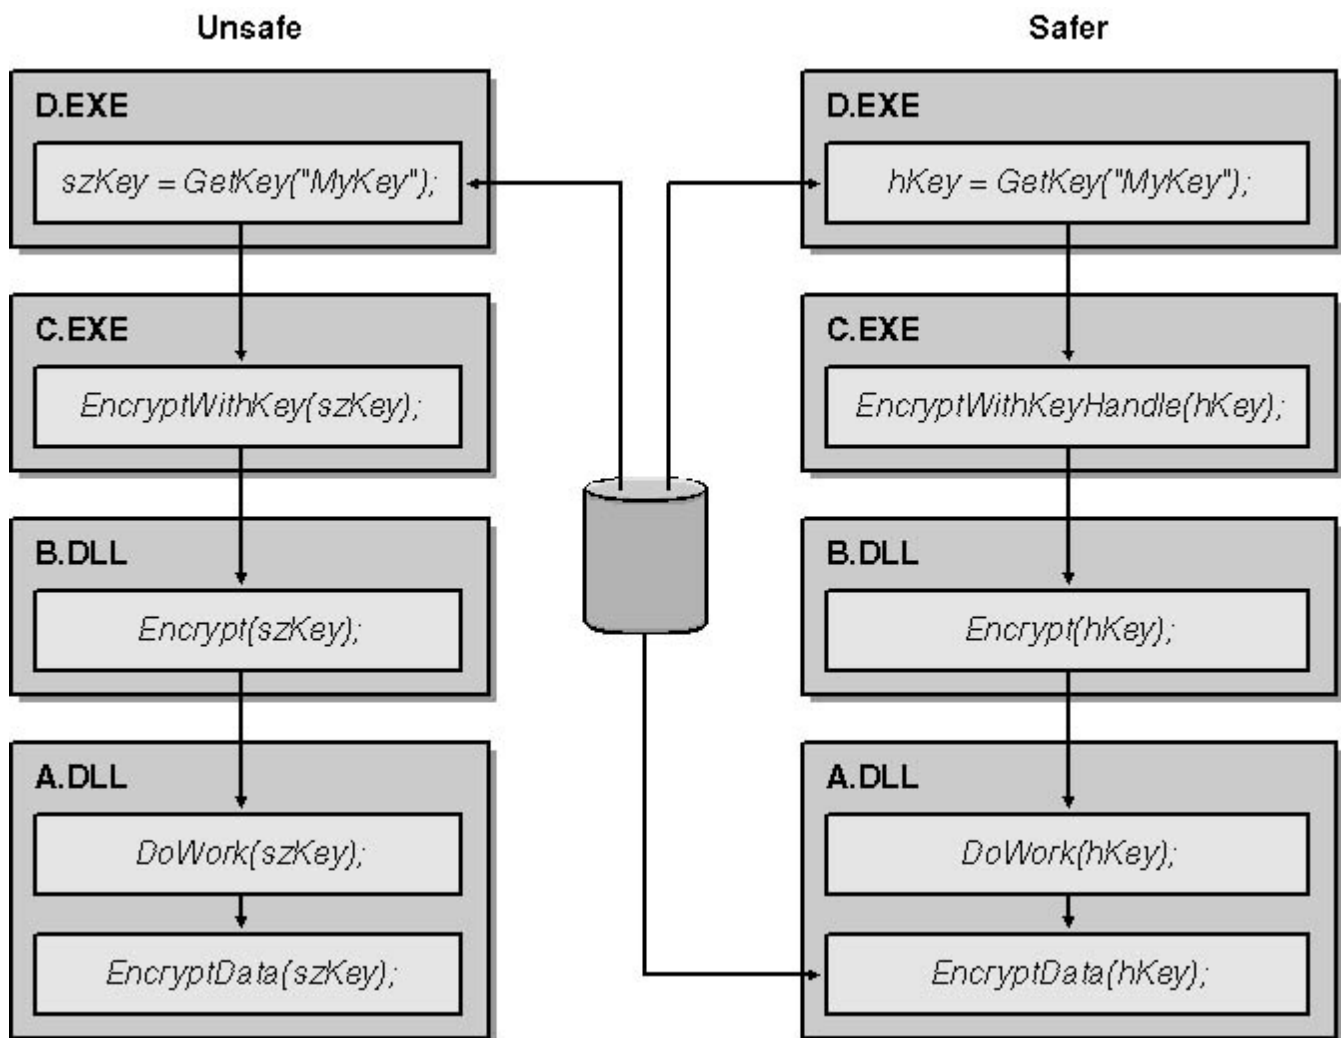 Unsafe
D.EXE
szKey = GetKey("MyKey");
C.EXE
EncryptWithKey(szKey);
B.DLL
Encrypt(szKey);
A.DLL
DoWork(szKey);
EncryptData(szKey);
Safer
D.EXE
hKey = GetKey("MyKey");
C.EXE
EncryptWithKeyHandle(hKey);
B.DLL
Encrypt(hKey);
A.DLL
DoWork(hKey);
EncryptData(hKey);